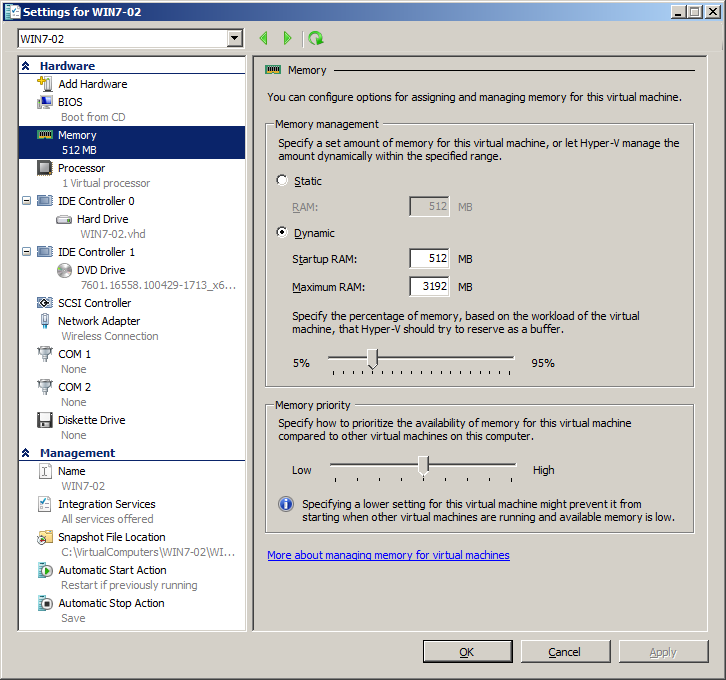 Settings for WIN7-02
WIN7-02
Hardware
Add Hardware
BIOS
Boot from CD
Memory
512 MB
Processor
1 Virtual processor
IDE Controller 0
Hard Drive
WIN7-02.vhd
IDE Controller 1
DVD Drive
7601.16558.100429-1713_x6...
SCSI Controller
Network Adapter
Wireless Connection
COM 1
None
COM 2
None
Diskette Drive
None
Management
Name
WIN7-02
Integration Services
All services offered
Snapshot File Location
C:\VirtualComputers\WIN7-02\WI...
Automatic Start Action
Restart if previously running
Automatic Stop Action
Save
Memory
You can configure options for assigning and managing memory for this virtual machine.
Memory management
Specify a set amount of memory for this virtual machine, or let Hyper-V manage the
amount dynamically within the specified range.
Static
RAM: 512 MB
Dynamic
Startup RAM: 512 MB
Maximum RAM: 3192 MB
Specify the percentage of memory, based on the workload of the virtual
machine, that Hyper-V should try to reserve as a buffer.
5% 95%
Memory priority
Specify how to prioritize the availability of memory for this virtual machine
compared to other virtual machines on this computer.
Low High
Specifying a lower setting for this virtual machine might prevent it from
starting when other virtual machines are running and available memory is low.
More about managing memory for virtual machines
OK Cancel Apply